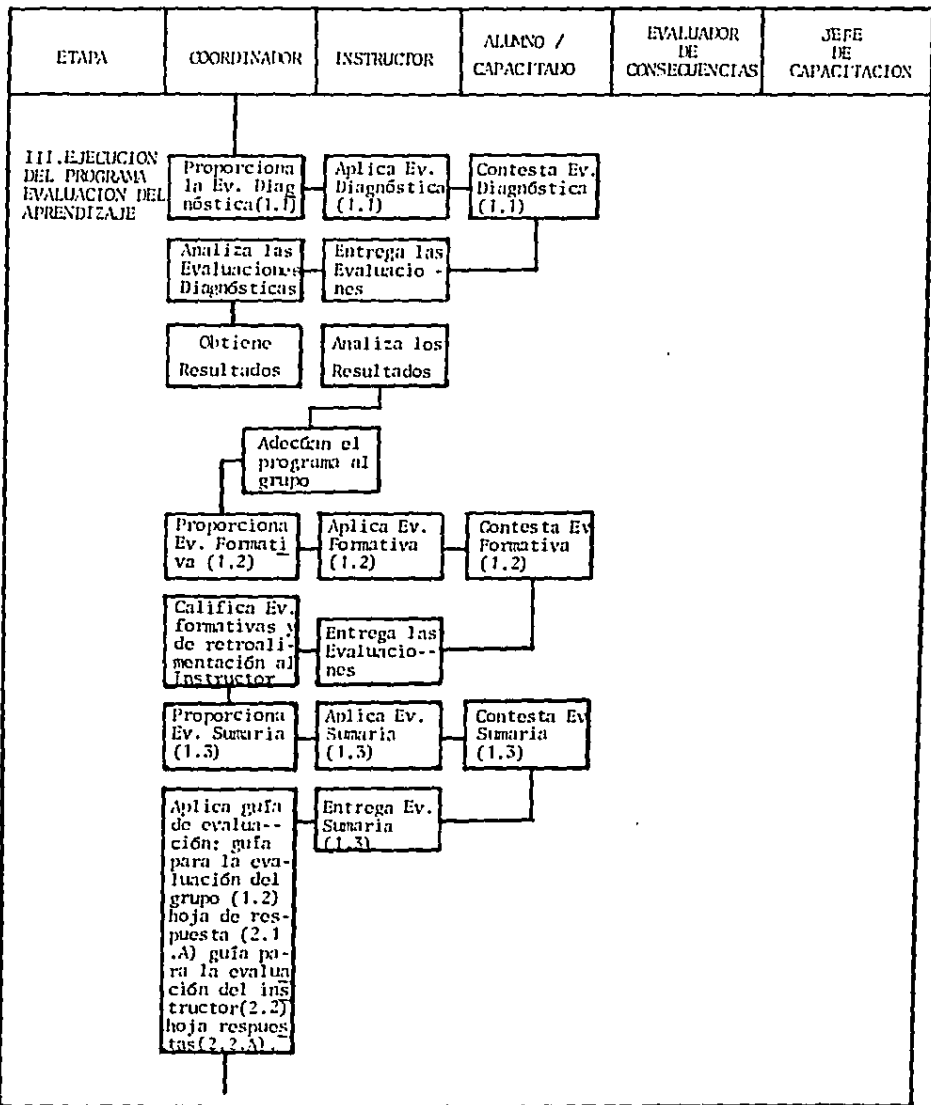 ETAPA
COORDINADOR
INSTRUCTOR
ALUMNO /
CAPACITADO
EVALUADOR
DE
CONSECUENCIAS
JEFE
DE
CAPACITACION
III.EJECUCION
DEL PROGRAMA
EVALUACION DEL
APRENDIZAJE
Proporciona
la Ev. Diag
nóstica(1.1)
Aplica Ev.
Diagnóstica
(1.1)
Contesta Ev.
Diagnóstica
(1.1)
Analiza las
Evaluaciones
Diagnósticas
Entrega las
Evaluacio -
nes
Obtiene
Resultados
Analiza los
Resultados
Adecúan el
programa al
grupo
Proporciona
Ev. Formati
va (1.2)
Aplica Ev.
Formativa
(1.2)
Contesta Ev
Formativa
(1.2)
Califica Ev.
formativas y
de retroali-
mentación al
Instructor
Entrega las
Evaluacio--
nes
Proporciona
Ev. Sumaria
(1.3)
Aplica Ev.
Sumaria
(1.3)
Contesta Ev
Sumaria
(1.3)
Aplica guía
de evalua--
ción: guía
para la eva-
luación del
grupo (1.2)
hoja de res-
puesta (2.1
.A) guía pa-
ra la evalua
ción del ins
tructor(2.2)
hoja respues
tas(2.2.A).
Entrega Ev.
Sumaria
(1.3)